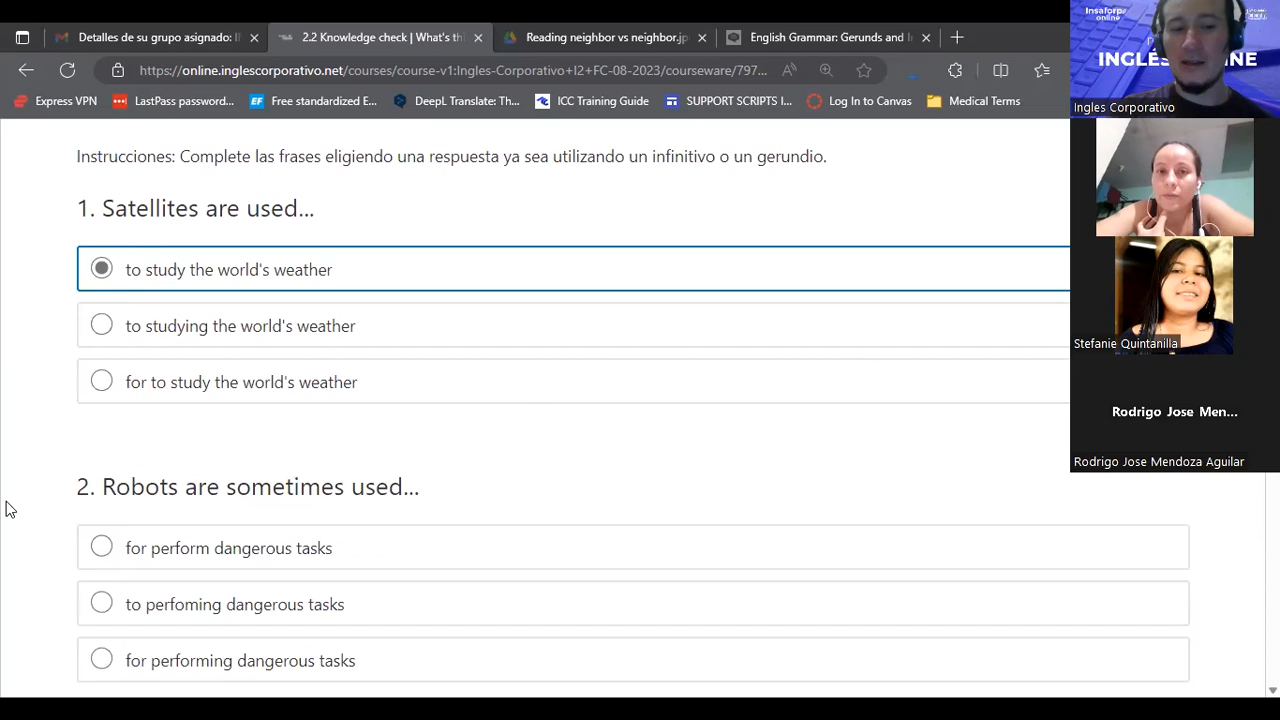 Detalles de su grupo asignado: II
2.2 Knowledge check | What's th
Reading neighbor vs neighbor.jp
English Grammar: Gerunds and I
https://online.inglescorporativo.net/courses/course-v1:Ingles-Corporativo+I2+FC-08-2023/courseware/797...
Express VPN
LastPass password...
Free standardized E...
DeepL Translate: Th...
ICC Training Guide
SUPPORT SCRIPTS I...
Log In to Canvas
Medical Terms
Instrucciones: Complete las frases eligiendo una respuesta ya sea utilizando un infinitivo o un gerundio.
1. Satellites are used...
to study the world's weather
to studying the world's weather
for to study the world's weather
2. Robots are sometimes used...
for perform dangerous tasks
to perfoming dangerous tasks
for performing dangerous tasks
Insaforp
online
Ingles Corporativo
Stefanie Quintanilla
Rodrigo Jose Men...
Rodrigo Jose Mendoza Aguilar